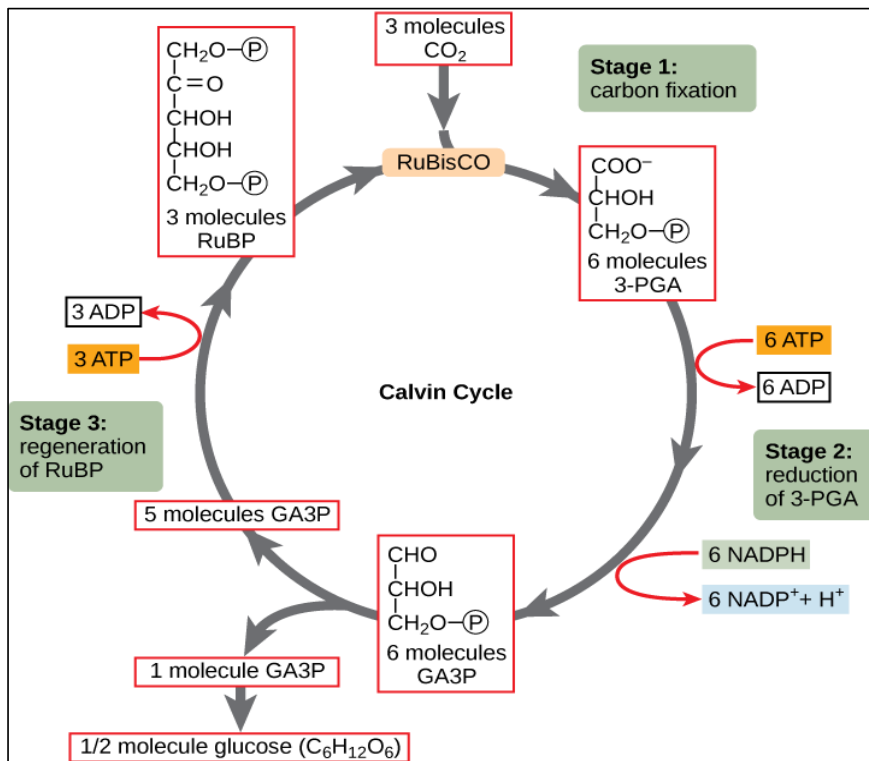 3 molecules
CO₂
Stage 1:
carbon fixation
CH₂O–Ⓟ
C=O
CHOH
CHOH
CH₂O–Ⓟ
3 molecules
RuBP
RuBisCO
COO⁻
CHOH
CH₂O–Ⓟ
6 molecules
3-PGA
3 ADP
3 ATP
6 ATP
6 ADP
Calvin Cycle
Stage 3:
regeneration
of RuBP
Stage 2:
reduction
of 3-PGA
5 molecules GA3P
CHO
CHOH
CH₂O–Ⓟ
6 molecules
GA3P
6 NADPH
6 NADP⁺+ H⁺
1 molecule GA3P
1/2 molecule glucose (C₆H₁₂O₆)